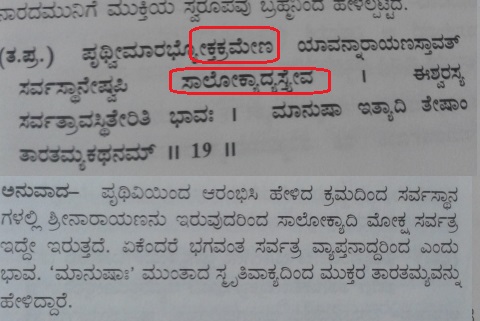 ನಾರದಮುನಿಗೆ ಮುಕ್ತಿಯ ಸ್ವರೂಪವು ಬ್ರಹ್ಮನಿಂದ ಹೇಳಲ್ಪಟ್ಟಿದೆ.
(ತ.ಪ್ರ.) ಪೃಥ್ವೀಮಾರಭ್ಯೋಕ್ತಕ್ರಮೇಣ ಯಾವನ್ನಾರಾಯಣಸ್ತಾವತ್
ಸರ್ವಸ್ಥಾನೇಷ್ವಪಿ ಸಾಲೋಕ್ಯಾದ್ಯಸ್ತ್ಯೇವ । ಈಶ್ವರಸ್ಯ
ಸರ್ವತ್ರಾವಸ್ಥಿತೇರಿತಿ ಭಾವಃ । ಮಾನುಷಾ ಇತ್ಯಾದಿ ತೇಷಾಂ
ತಾರತಮ್ಯಕಥನಮ್ ॥ 19 ॥
ಅನುವಾದ– ಪೃಥಿವಿಯಿಂದ ಆರಂಭಿಸಿ ಹೇಳಿದ ಕ್ರಮದಿಂದ ಸರ್ವಸ್ಥಾನ
ಗಳಲ್ಲಿ ಶ್ರೀನಾರಾಯಣನು ಇರುವುದರಿಂದ ಸಾಲೋಕ್ಯಾದಿ ಮೋಕ್ಷ ಸರ್ವತ್ರ
ಇದ್ದೇ ಇರುತ್ತದೆ. ಏಕೆಂದರೆ ಭಗವಂತ ಸರ್ವತ್ರ ವ್ಯಾಪ್ತನಾದ್ದರಿಂದ ಎಂದು
ಭಾವ. ‘ಮಾನುಷಾಃ’ ಮುಂತಾದ ಸ್ಮೃತಿವಾಕ್ಯದಿಂದ ಮುಕ್ತರ ತಾರತಮ್ಯವನ್ನು
ಹೇಳಿದ್ದಾರೆ.